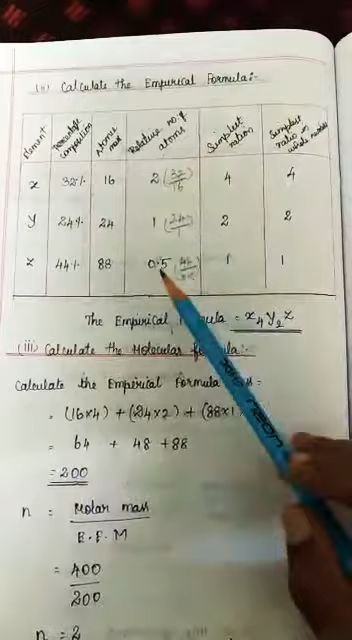 (ii) Calculate the Empirical Formula:-
Element Percentage composition Atomic mass Relative no. of atoms Simplest ratio Simplest ratio whole
x 32% 16 2 (32/16) 4 4
y 24% 24 1 (24/1) 2 2
z 44% 88 0.5 (44/88) 1 1
The Empirical = x₄ y₂ z
(iii) Calculate the Molecular formula:-
Calculate the Empirical Formula =
= (16×4) + (24×2) + (88×1
= 64 + 48 + 88
= 200
n = Molar mass
E.F.M
= 400
200
n = 2